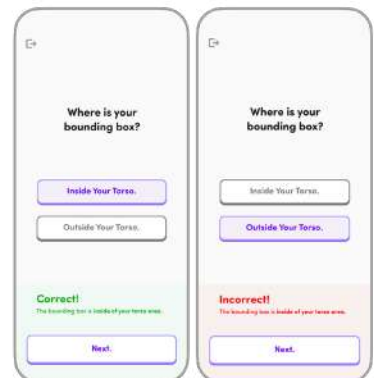 Where is your
bounding box?
Inside Your Torso.
Outside Your Torso.
Correct!
The bounding box is inside of your torso area.
Next.
Where is your
bounding box?
Inside Your Torso.
Outside Your Torso.
Incorrect!
The bounding box is inside of your torso area.
Next.